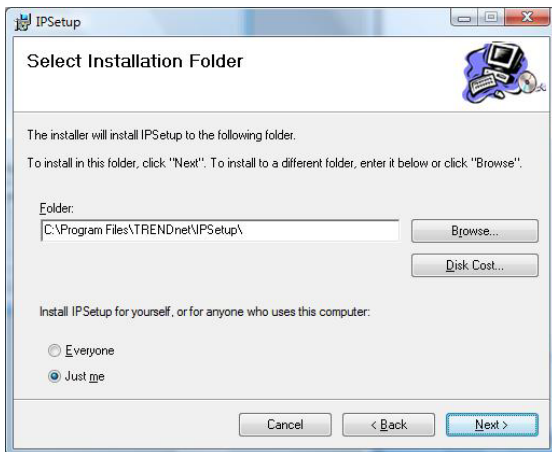 IPSetup
Select Installation Folder
The installer will install IPSetup to the following folder.
To install in this folder, click "Next". To install to a different folder, enter it below or click "Browse".
Folder:
C:\Program Files\TRENDnet\IPSetup\
Browse...
Disk Cost...
Install IPSetup for yourself, or for anyone who uses this computer:
Everyone
Just me
Cancel
< Back
Next >